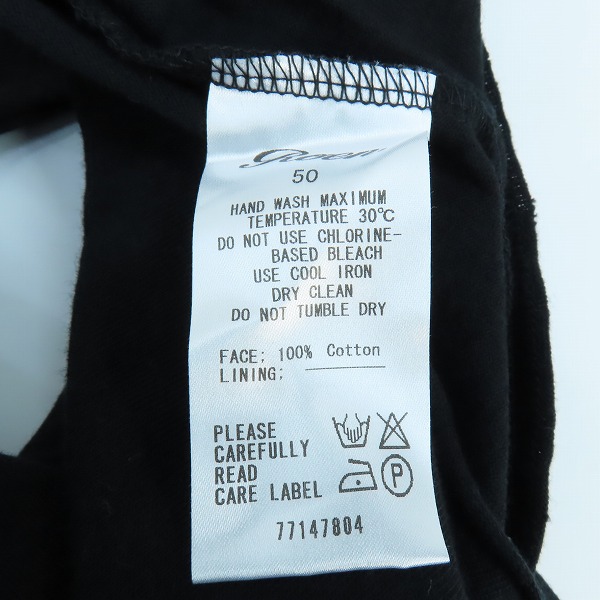 50
HAND WASH MAXIMUM
TEMPERATURE 30℃
DO NOT USE CHLORINE-
BASED BLEACH
USE COOL IRON
DRY CLEAN
DO NOT TUMBLE DRY
FACE; 100% Cotton
LINING;
PLEASE
CAREFULLY
READ
CARE LABEL
P
77147804